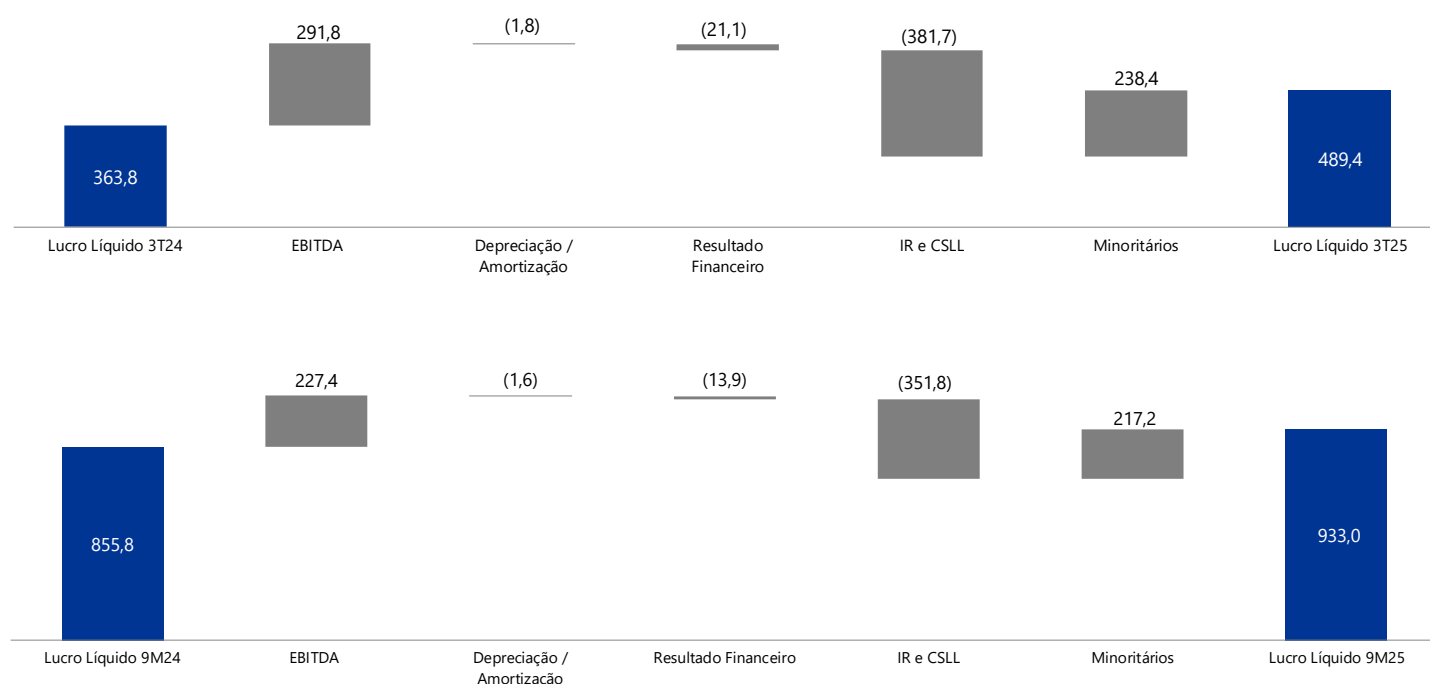 291,8
(1,8)
(21,1)
(381,7)
238,4
363,8
489,4
Lucro Líquido 3T24
EBITDA
Depreciação /
Amortização
Resultado
Financeiro
IR e CSLL
Minoritários
Lucro Líquido 3T25
227,4
(1,6)
(13,9)
(351,8)
217,2
855,8
933,0
Lucro Líquido 9M24
EBITDA
Depreciação /
Amortização
Resultado Financeiro
IR e CSLL
Minoritários
Lucro Líquido 9M25